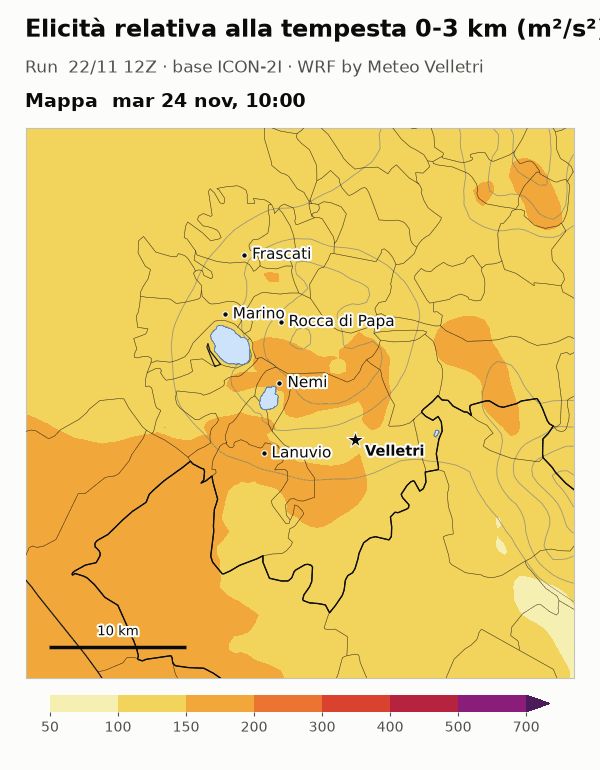 Elicità relativa alla tempesta 0-3 km (m²/s²)
Run  22/11 12Z · base ICON-2I · WRF by Meteo Velletri
Mappa  mar 24 nov, 10:00
Frascati
Marino
Rocca di Papa
Nemi
Velletri
Lanuvio
10 km
50 100 150 200 300 400 500 700